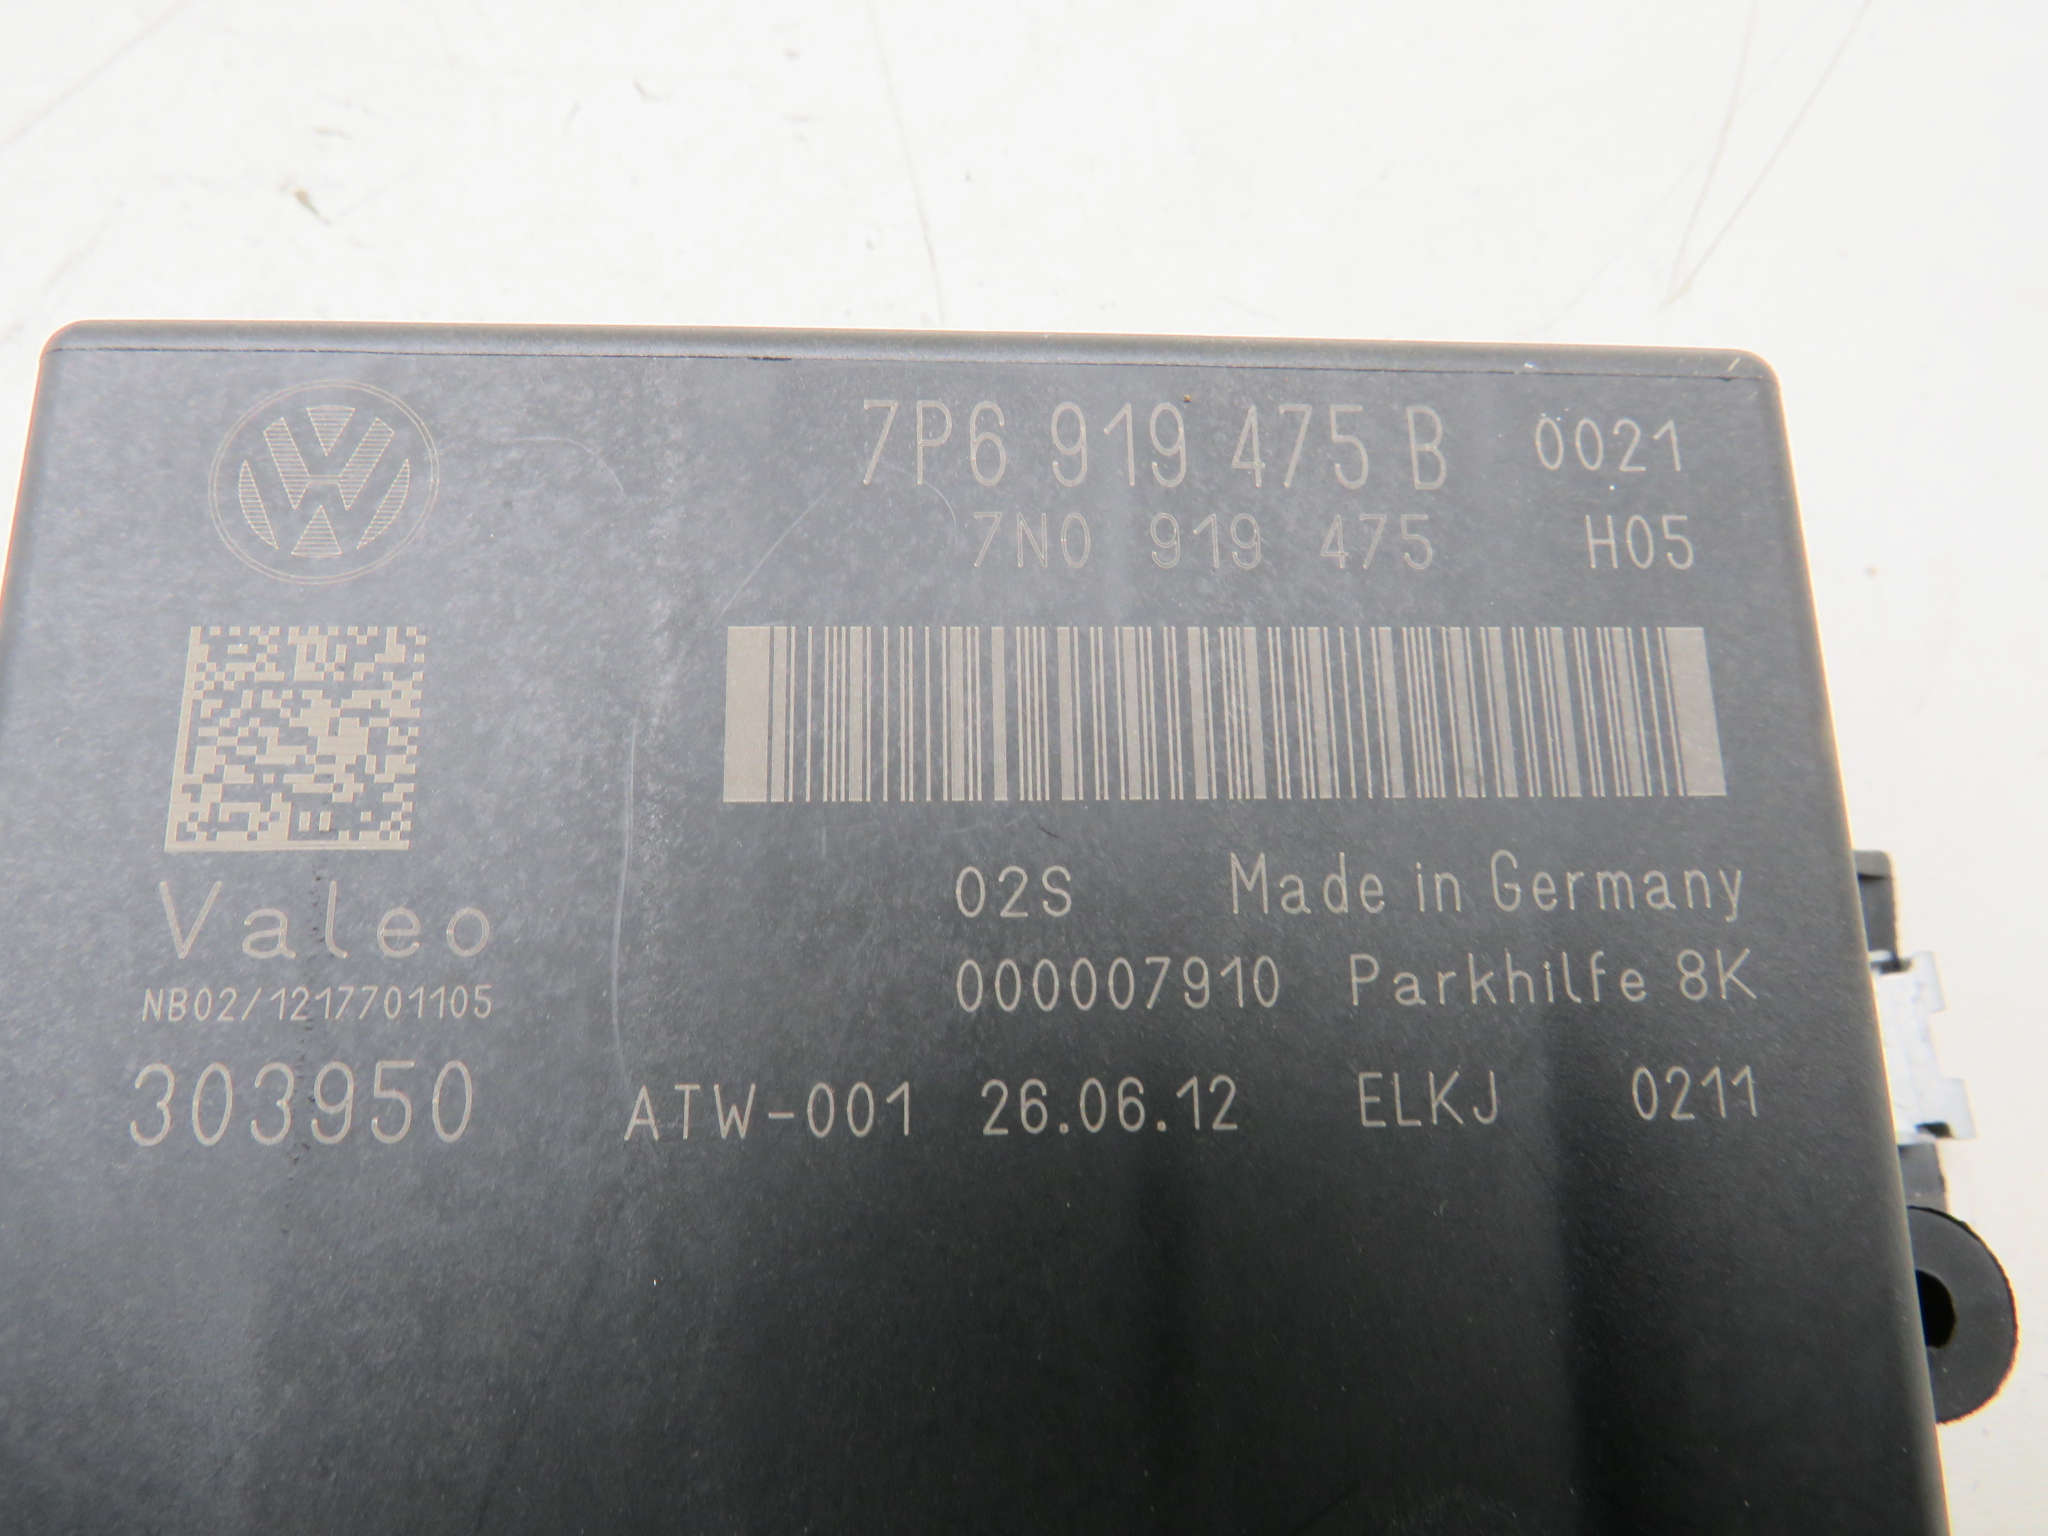 7P6 919 475 B 0021
7N0 919 475 H05
Valeo
NB02/1217701105
303950
02S Made in Germany
000007910 Parkhilfe 8K
ATW-001 26.06.12 ELKJ 0211